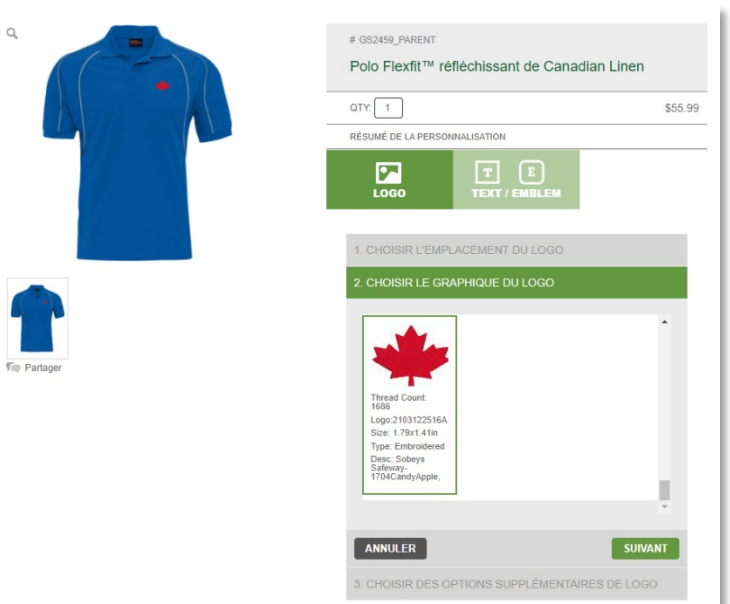 # GS2459_PARENT
Polo Flexfit™ réfléchissant de Canadian Linen
QTY: 1 $55.99
RÉSUMÉ DE LA PERSONNALISATION
LOGO
T E
TEXT / EMBLEM
1. CHOISIR L'EMPLACEMENT DU LOGO
2. CHOISIR LE GRAPHIQUE DU LOGO
Thread Count:
1686
Logo:2103122516A
Size: 1.79x1.41in
Type: Embroidered
Desc: Sobeys
Safeway-
1704CandyApple,
Partager
ANNULER SUIVANT
3. CHOISIR DES OPTIONS SUPPLÉMENTAIRES DE LOGO